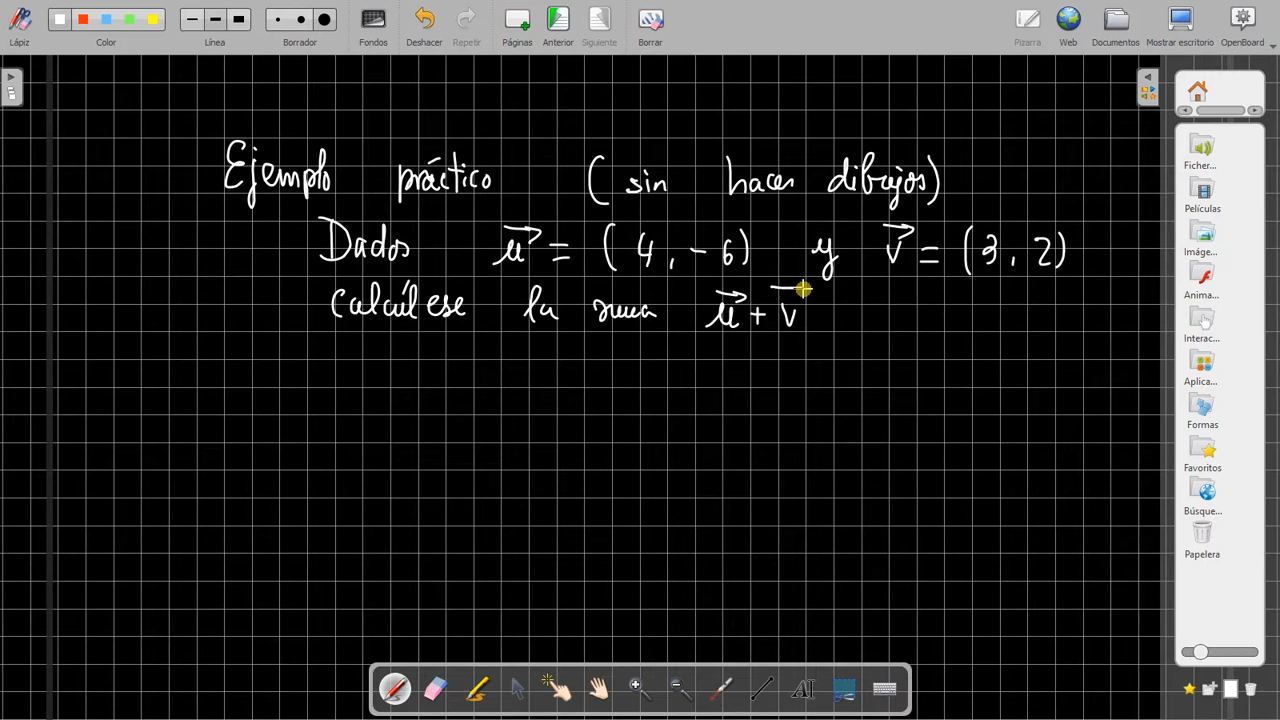 Lápiz Color Línea Borrador Fondos Deshacer Repetir Páginas Anterior Siguiente Borrar Pizarra Web Documentos Mostrar escritorio OpenBoard
Ejemplo práctico (sin hacer dibujos)
Dados u⃗ = (4, -6) y v⃗ = (3, 2)
calcúlese la suma u⃗ + v
Ficher...
Películas
Imáge...
Anima...
Interac...
Aplica...
Formas
Favoritos
Búsque...
Papelera